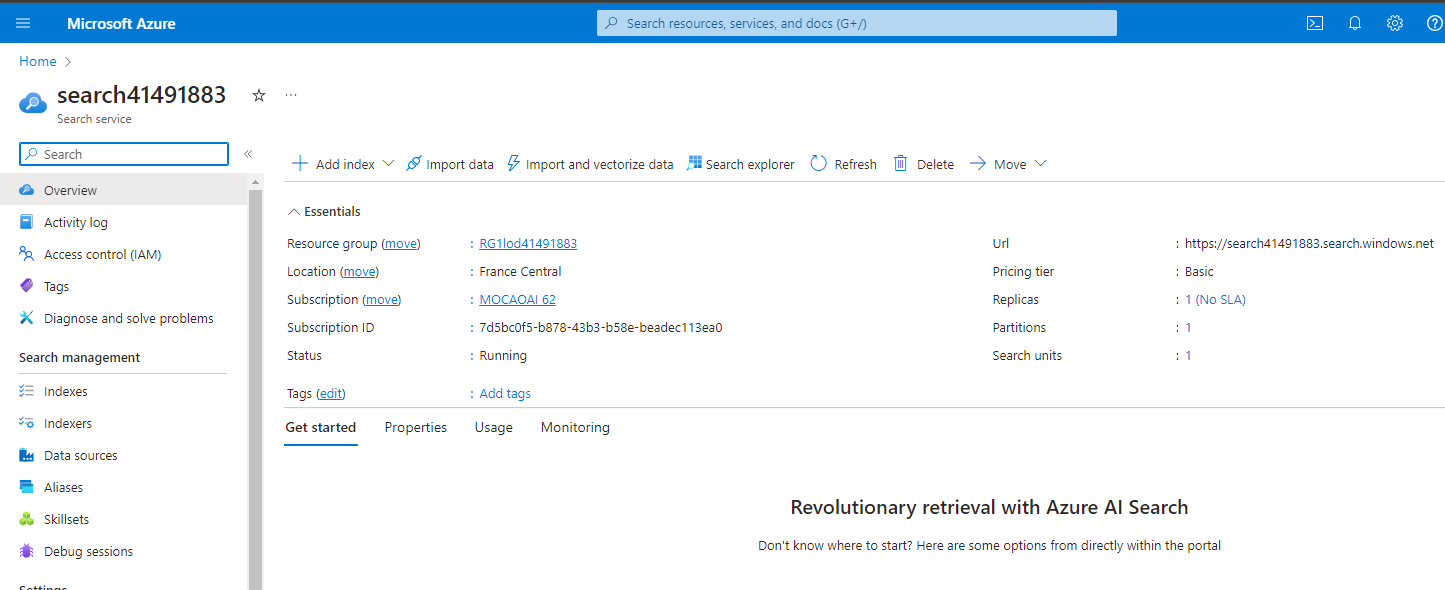 Microsoft Azure
Search resources, services, and docs (G+/)
Home
search41491883
Search service
Search
Overview
Activity log
Access control (IAM)
Tags
Diagnose and solve problems
Search management
Indexes
Indexers
Data sources
Aliases
Skillsets
Debug sessions
Settings
Add index
Import data
Import and vectorize data
Search explorer
Refresh
Delete
Move
Essentials
Resource group (move) : RG1lod41491883
Location (move) : France Central
Subscription (move) : MOCAOAI 62
Subscription ID : 7d5bc0f5-b878-43b3-b58e-beadec113ea0
Status : Running
Tags (edit) : Add tags
Url : https://search41491883.search.windows.net
Pricing tier : Basic
Replicas : 1 (No SLA)
Partitions : 1
Search units : 1
Get started Properties Usage Monitoring
Revolutionary retrieval with Azure AI Search
Don't know where to start? Here are some options from directly within the portal